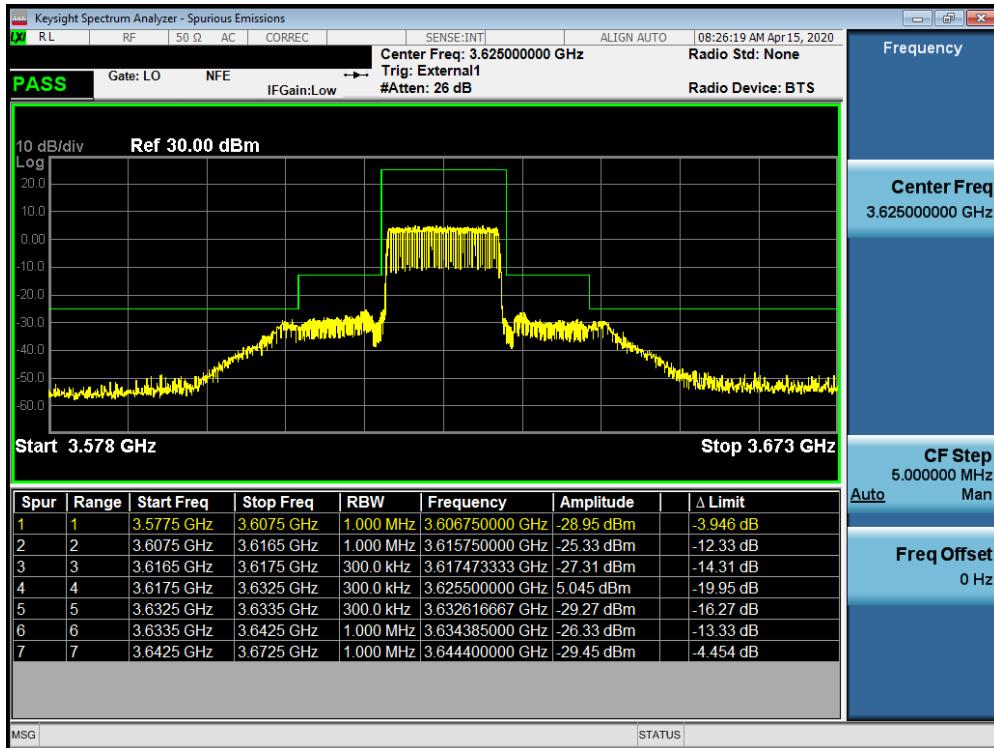 Keysight Spectrum Analyzer - Spurious Emissions
LXI RL RF 50 Ω AC CORREC SENSE:INT ALIGN AUTO 08:26:19 AM Apr 15, 2020
Center Freq: 3.625000000 GHz Radio Std: None
PASS Gate: LO NFE Trig: External1
IFGain:Low #Atten: 26 dB Radio Device: BTS
10 dB/div Ref 30.00 dBm
Log
20.0
10.0
0.00
-10.0
-20.0
-30.0
-40.0
-50.0
-60.0
Start 3.578 GHz Stop 3.673 GHz
Spur Range Start Freq Stop Freq RBW Frequency Amplitude Δ Limit
1 1 3.5775 GHz 3.6075 GHz 1.000 MHz 3.606750000 GHz -28.95 dBm -3.946 dB
2 2 3.6075 GHz 3.6165 GHz 1.000 MHz 3.615750000 GHz -25.33 dBm -12.33 dB
3 3 3.6165 GHz 3.6175 GHz 300.0 kHz 3.617473333 GHz -27.31 dBm -14.31 dB
4 4 3.6175 GHz 3.6325 GHz 300.0 kHz 3.625500000 GHz 5.045 dBm -19.95 dB
5 5 3.6325 GHz 3.6335 GHz 300.0 kHz 3.632616667 GHz -29.27 dBm -16.27 dB
6 6 3.6335 GHz 3.6425 GHz 1.000 MHz 3.634385000 GHz -26.33 dBm -13.33 dB
7 7 3.6425 GHz 3.6725 GHz 1.000 MHz 3.644400000 GHz -29.45 dBm -4.454 dB
MSG STATUS
Frequency
Center Freq
3.625000000 GHz
CF Step
5.000000 MHz
Auto Man
Freq Offset
0 Hz